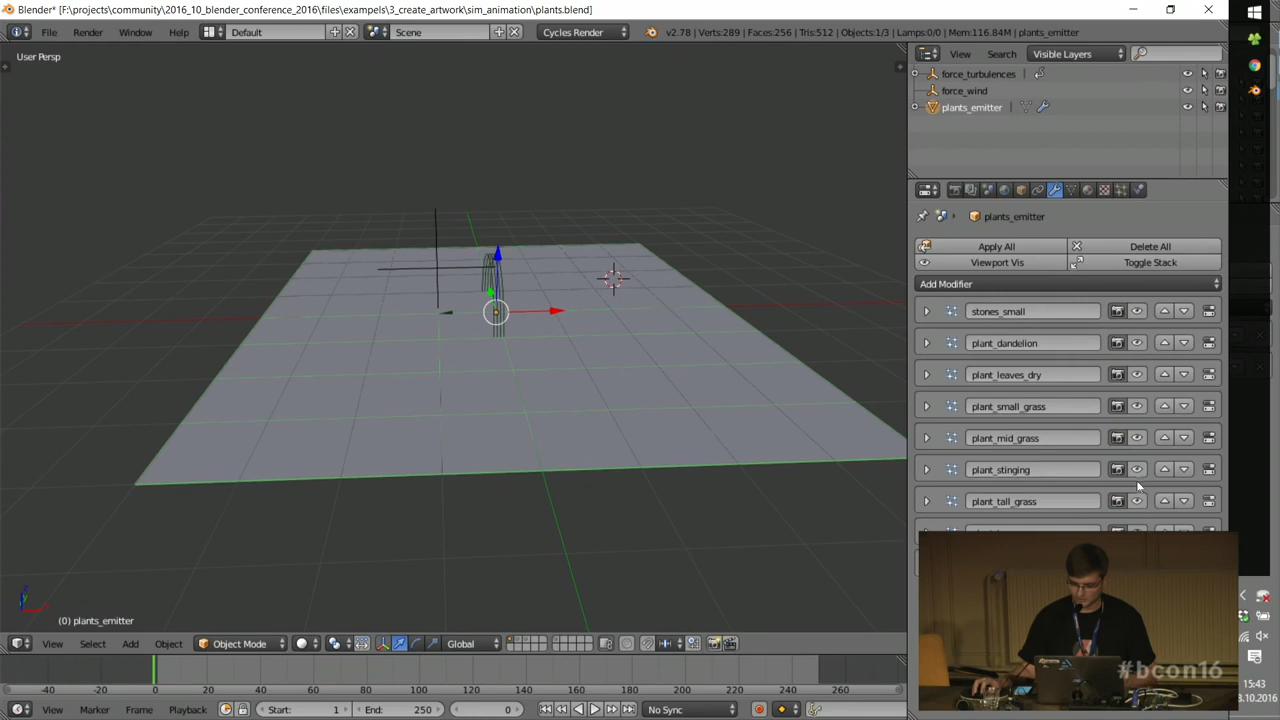 Blender* [F:\projects\community\2016_10_blender_conference_2016\files\exampels\3_create_artwork\sim_animation\plants.blend]
File Render Window Help Default Scene Cycles Render v2.78 | Verts:289 | Faces:256 | Tris:512 | Objects:1/3 | Lamps:0/0 | Mem:116.84M | plants_emitter
User Persp
View Search Visible Layers
force_turbulences
force_wind
plants_emitter
plants_emitter
Apply All Delete All
Viewport Vis Toggle Stack
Add Modifier
stones_small
plant_dandelion
plant_leaves_dry
plant_small_grass
plant_mid_grass
plant_stinging
plant_tall_grass
(0) plants_emitter
View Select Add Object Object Mode Global
-40 -20 0 20 40 60 80 100 120 140 160 180 200 220 240 260
View Marker Frame Playback Start: 1 End: 250 0 No Sync
#bcon16
15:43
8.10.2016